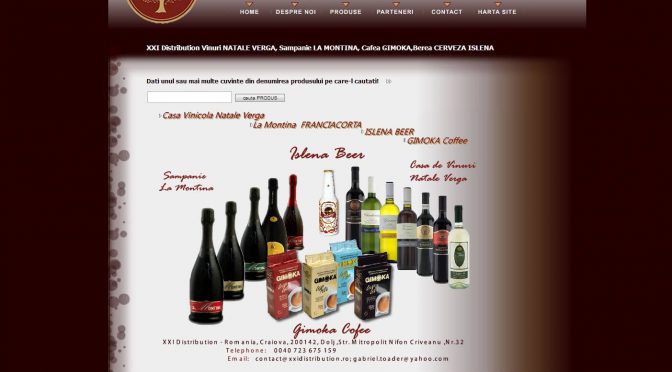 HOME DESPRE NOI PRODUSE PARTENERI CONTACT HARTA SITE
XXI Distribution Vinuri NATALE VERGA, Sampanie LA MONTINA, Cafea GIMOKA,Berea CERVEZA ISLENA
Dati unul sau mai multe cuvinte din denumirea produsului pe care-l cautati!
cauta PRODUS
Casa Vinicola Natale Verga
La Montina FRANCIACORTA
ISLENA BEER
GIMOKA Coffee
Islena Beer
Sampanie
La Montina
Casa de Vinuri
Natale Verga
GIMOKA
GIMOKA
GIMOKA
GIMOKA
Gimoka Cofee
XXI Distribution - Romania, Craiova, 200142, Dolj,Str. Mitropolit Nifon Criveanu ,Nr.32
Telephone: 0040 723 675 159
Email: contact@xxidistribution.ro; gabriel.toader@yahoo.com